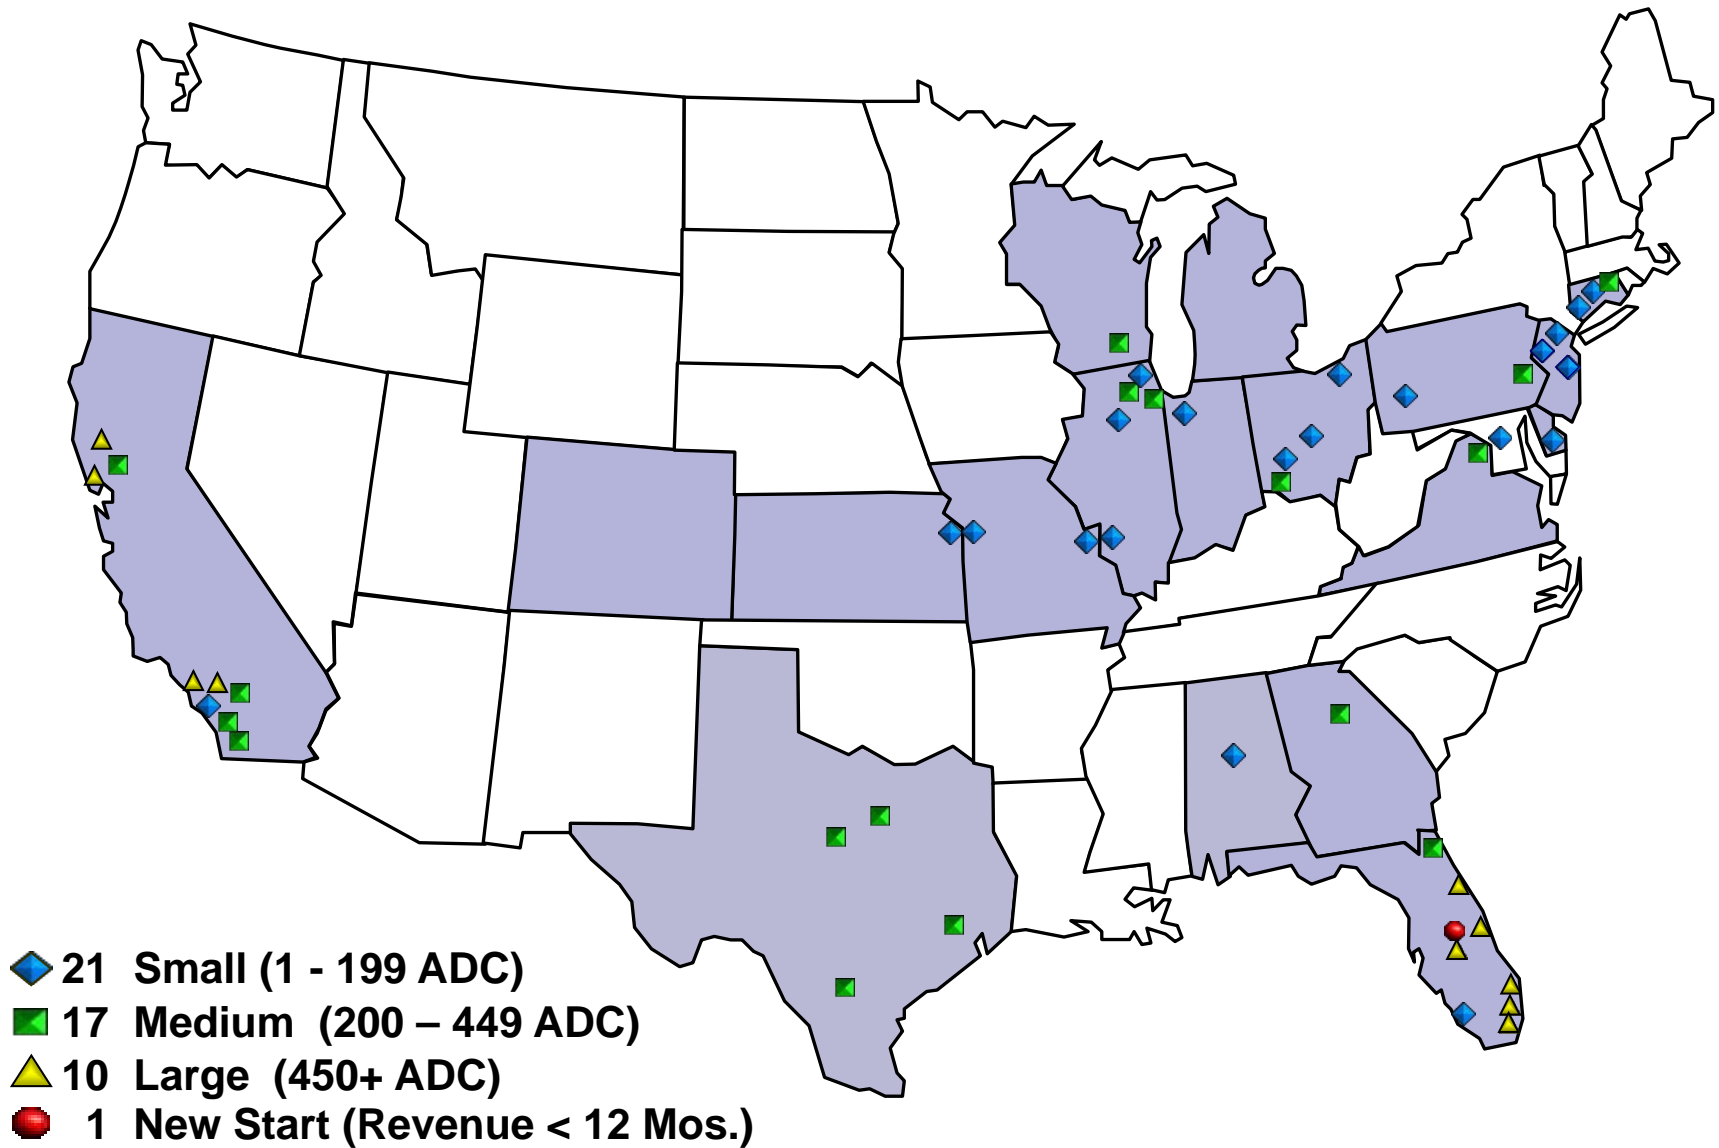 21 Small (1 - 199 ADC)
17 Medium (200 – 449 ADC)
10 Large (450+ ADC)
1 New Start (Revenue < 12 Mos.)